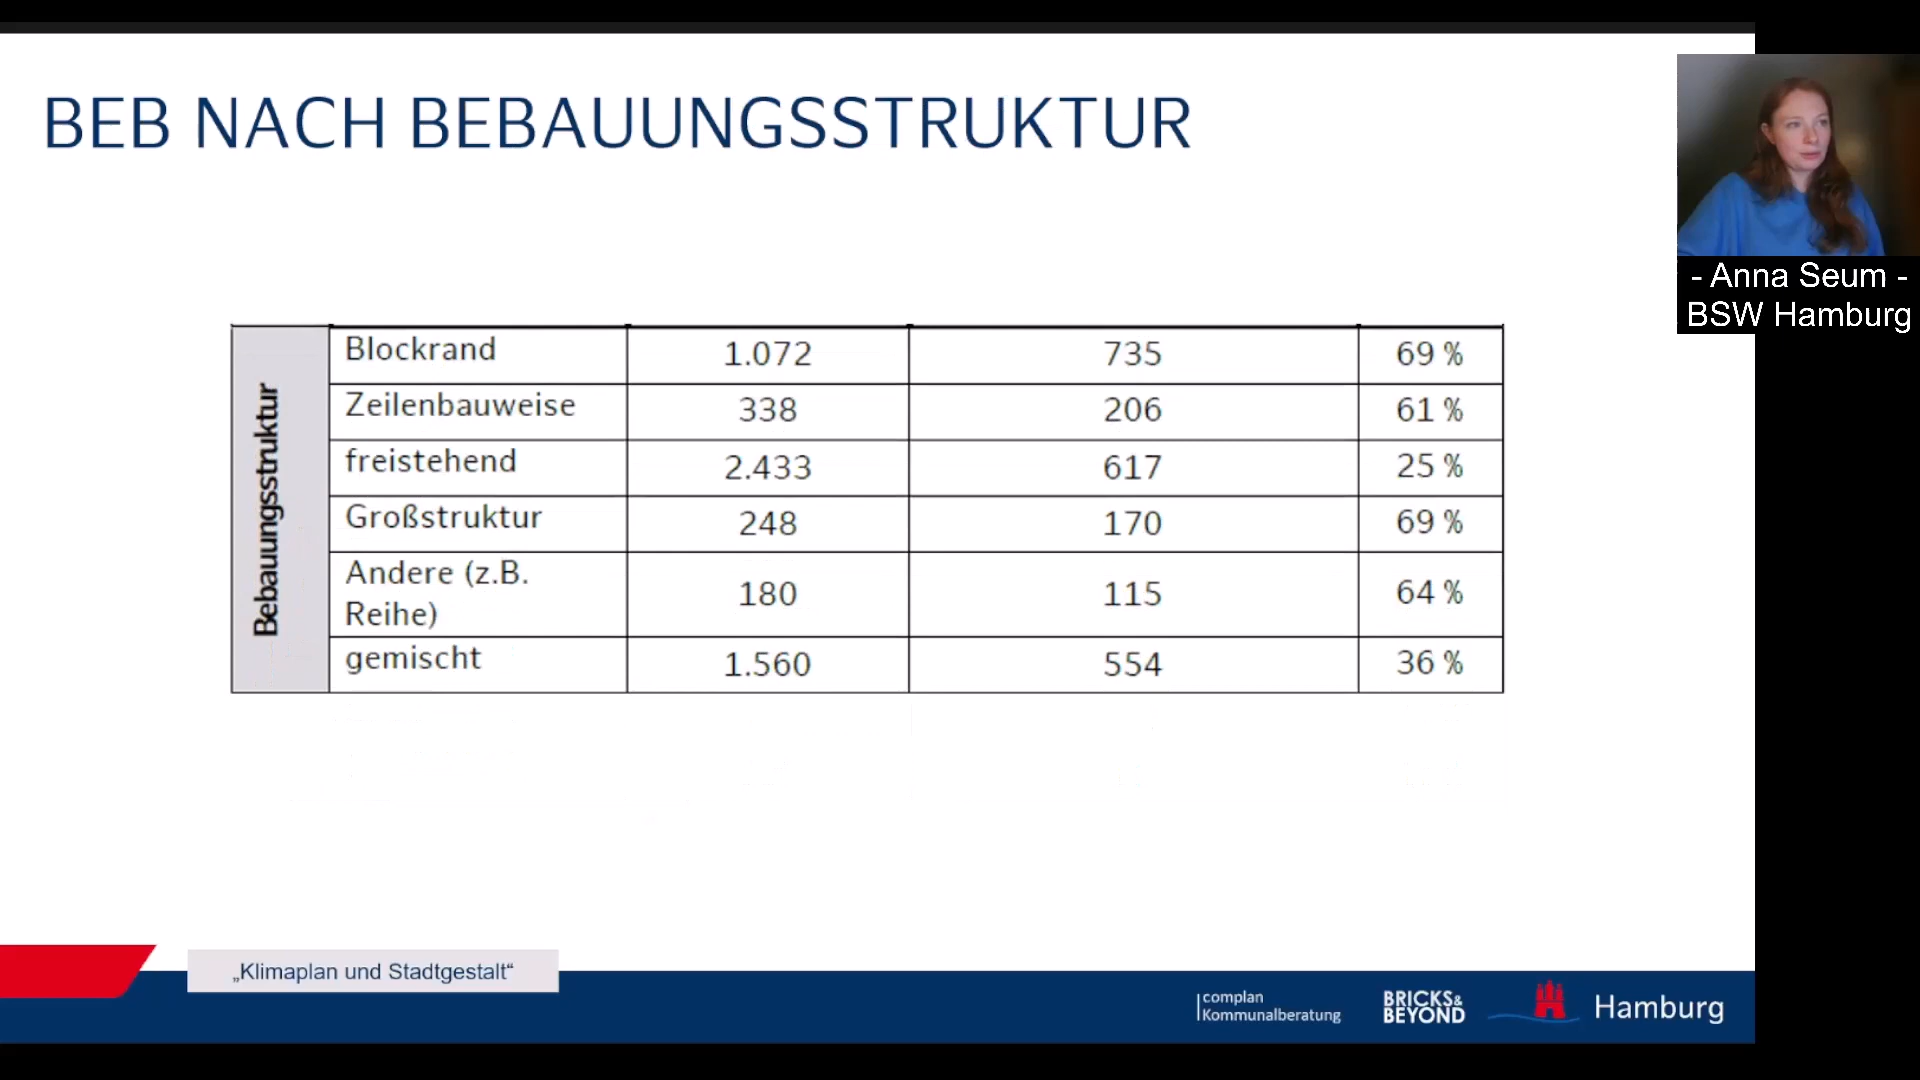 BEB NACH BEBAUUNGSSTRUKTUR
- Anna Seum -
BSW Hamburg
Bebauungsstruktur
Blockrand 1.072 735 69 %
Zeilenbauweise 338 206 61 %
freistehend 2.433 617 25 %
Großstruktur 248 170 69 %
Andere (z.B.
Reihe) 180 115 64 %
gemischt 1.560 554 36 %
„Klimaplan und Stadtgestalt“
complan
Kommunalberatung
BRICKS&
BEYOND
Hamburg